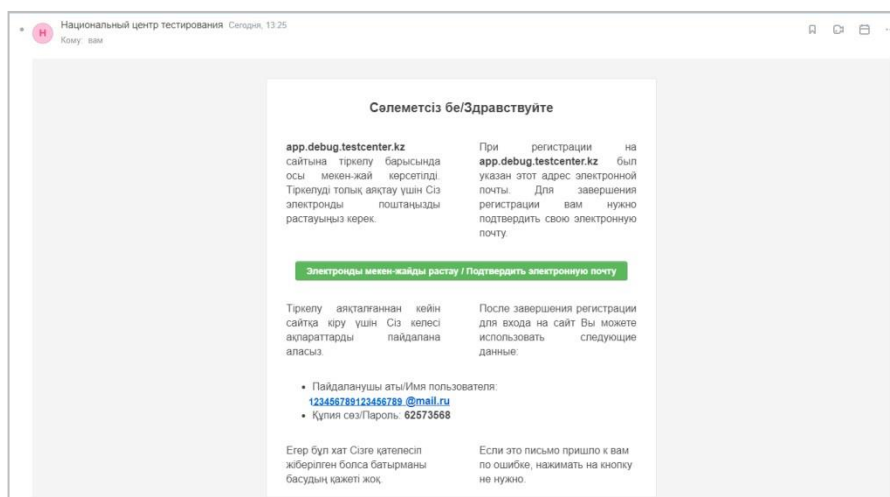 Национальный центр тестирования Сегодня, 13:25
Н
Кому: вам
Сәлеметсіз бе/Здравствуйте
app.debug.testcenter.kz
сайтына тіркелу барысында
осы мекен-жай көрсетілді.
Тіркелуді толық аяқтау үшін Сіз
электронды поштаңызды
растауыңыз керек.
При регистрации на
app.debug.testcenter.kz был
указан этот адрес электронной
почты. Для завершения
регистрации вам нужно
подтвердить свою электронную
почту.
Электронды мекен-жайды растау / Подтвердить электронную почту
Тіркелу аяқталғаннан кейін
сайтқа кіру үшін Сіз келесі
ақпараттарды пайдалана
аласыз.
После завершения регистрации
для входа на сайт Вы можете
использовать следующие
данные:
• Пайдаланушы аты/Имя пользователя:
123456789123456789 @mail.ru
• Құпия сөз/Пароль: 62573568
Егер бұл хат Сізге қателесіп
жіберілген болса батырманы
басудың қажеті жоқ.
Если это письмо пришло к вам
по ошибке, нажимать на кнопку
не нужно.